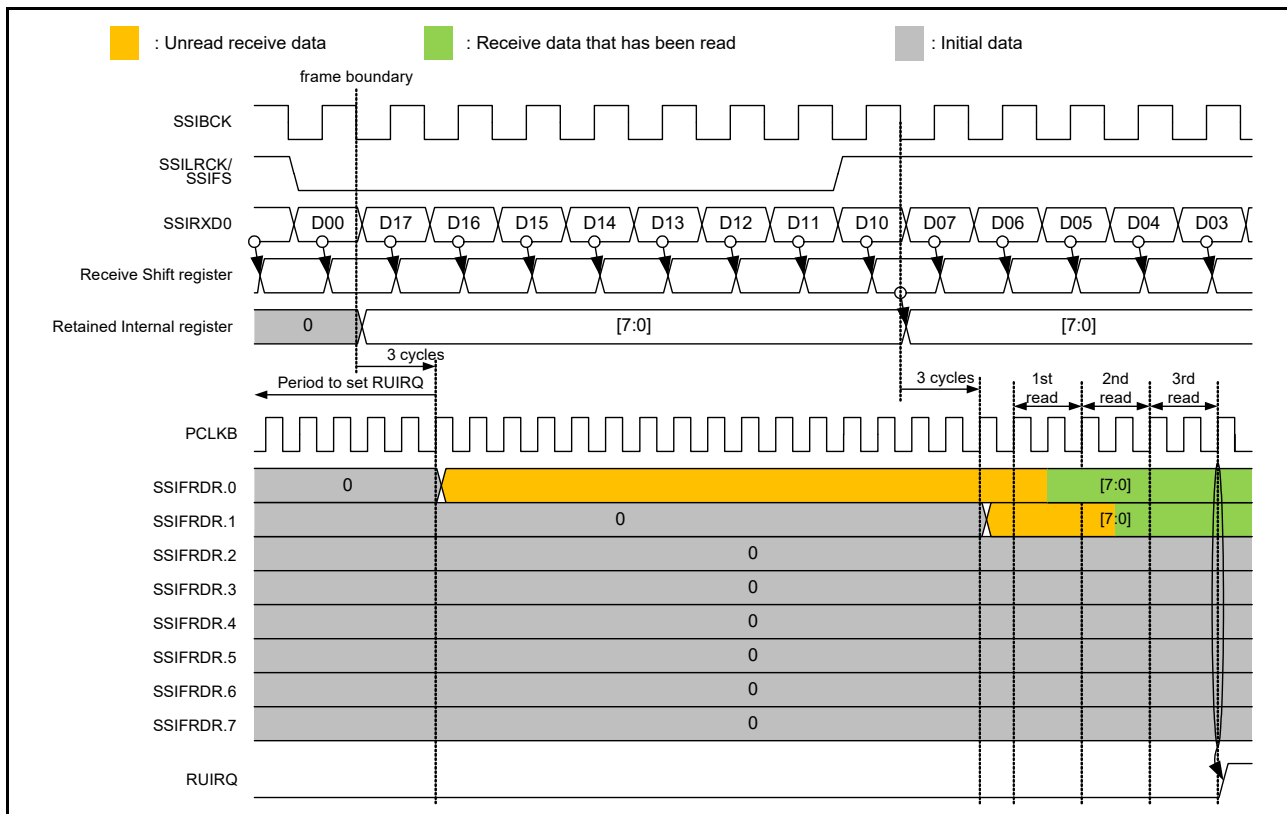 : Unread receive data : Receive data that has been read : Initial data
frame boundary
SSIBCK
SSILRCK/
SSIFS
SSIRXD0 D00 D17 D16 D15 D14 D13 D12 D11 D10 D07 D06 D05 D04 D03
Receive Shift register
Retained Internal register 0 [7:0] [7:0]
3 cycles
Period to set RUIRQ
3 cycles
1st
read
2nd
read
3rd
read
PCLKB
SSIFRDR.0 0 [7:0]
SSIFRDR.1 0 [7:0]
SSIFRDR.2 0
SSIFRDR.3 0
SSIFRDR.4 0
SSIFRDR.5 0
SSIFRDR.6 0
SSIFRDR.7 0
RUIRQ